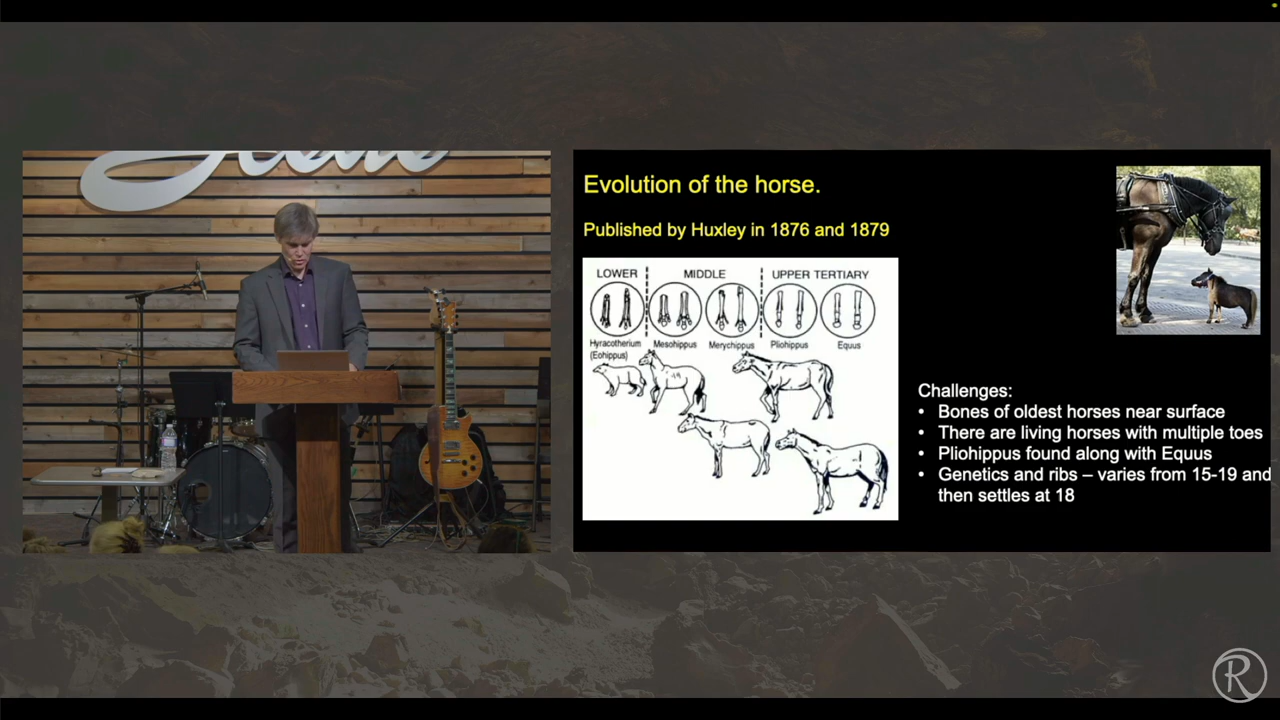 Evolution of the horse.
Published by Huxley in 1876 and 1879
LOWER MIDDLE UPPER TERTIARY
Hyracotherium (Eohippus) Mesohippus Merychippus Pliohippus Equus
Challenges:
• Bones of oldest horses near surface
• There are living horses with multiple toes
• Pliohippus found along with Equus
• Genetics and ribs – varies from 15-19 and
then settles at 18
R